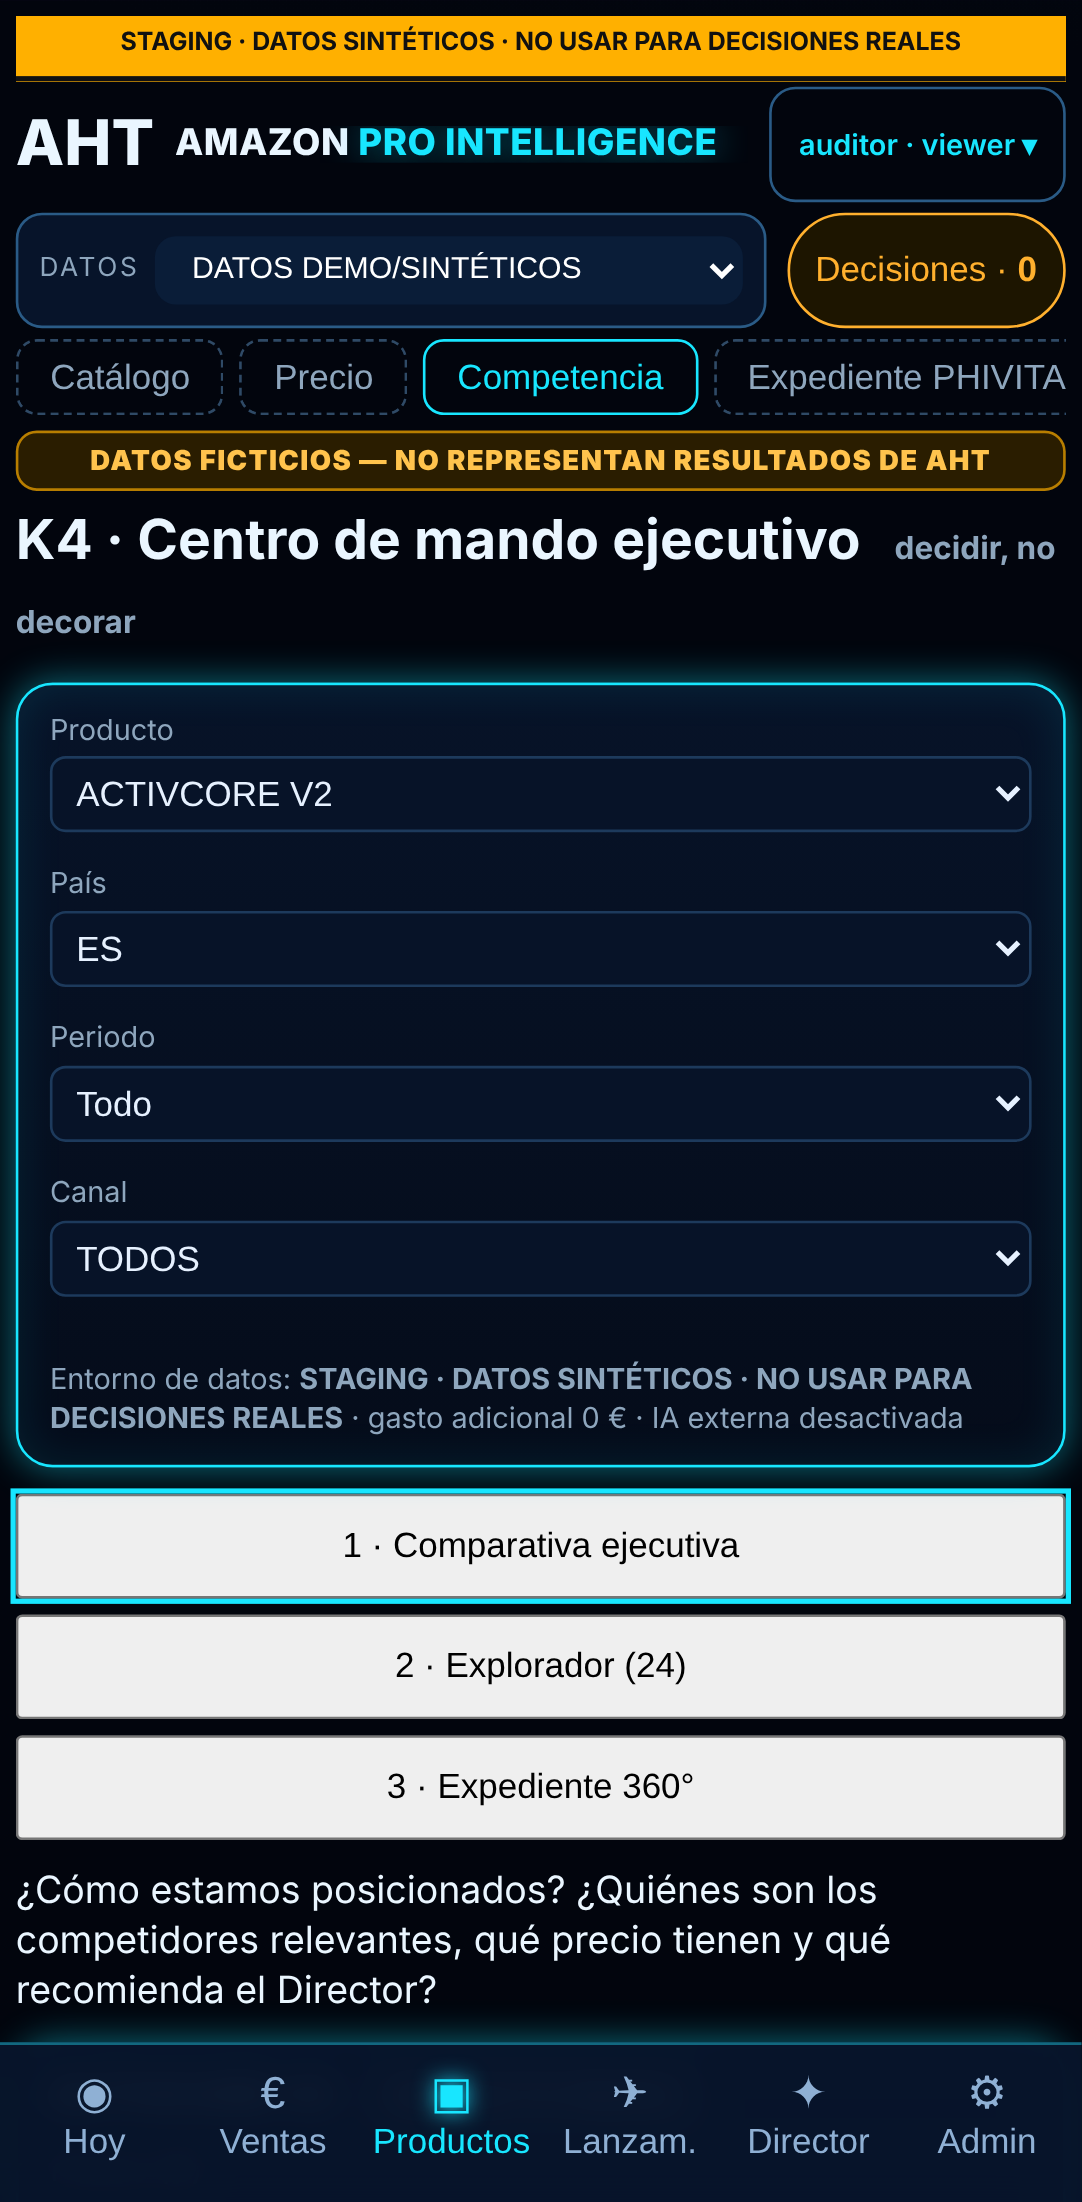 STAGING · DATOS SINTÉTICOS · NO USAR PARA DECISIONES REALES
AHT AMAZON PRO INTELLIGENCE
auditor · viewer ▾
DATOS DATOS DEMO/SINTÉTICOS
Decisiones · 0
Catálogo Precio Competencia Expediente PHIVITA
DATOS FICTICIOS — NO REPRESENTAN RESULTADOS DE AHT
K4 · Centro de mando ejecutivo decidir, no
decorar
Producto
ACTIVCORE V2
País
ES
Periodo
Todo
Canal
TODOS
Entorno de datos: STAGING · DATOS SINTÉTICOS · NO USAR PARA
DECISIONES REALES · gasto adicional 0 € · IA externa desactivada
1 · Comparativa ejecutiva
2 · Explorador (24)
3 · Expediente 360°
¿Cómo estamos posicionados? ¿Quiénes son los
competidores relevantes, qué precio tienen y qué
recomienda el Director?
Hoy Ventas Productos Lanzam. Director Admin